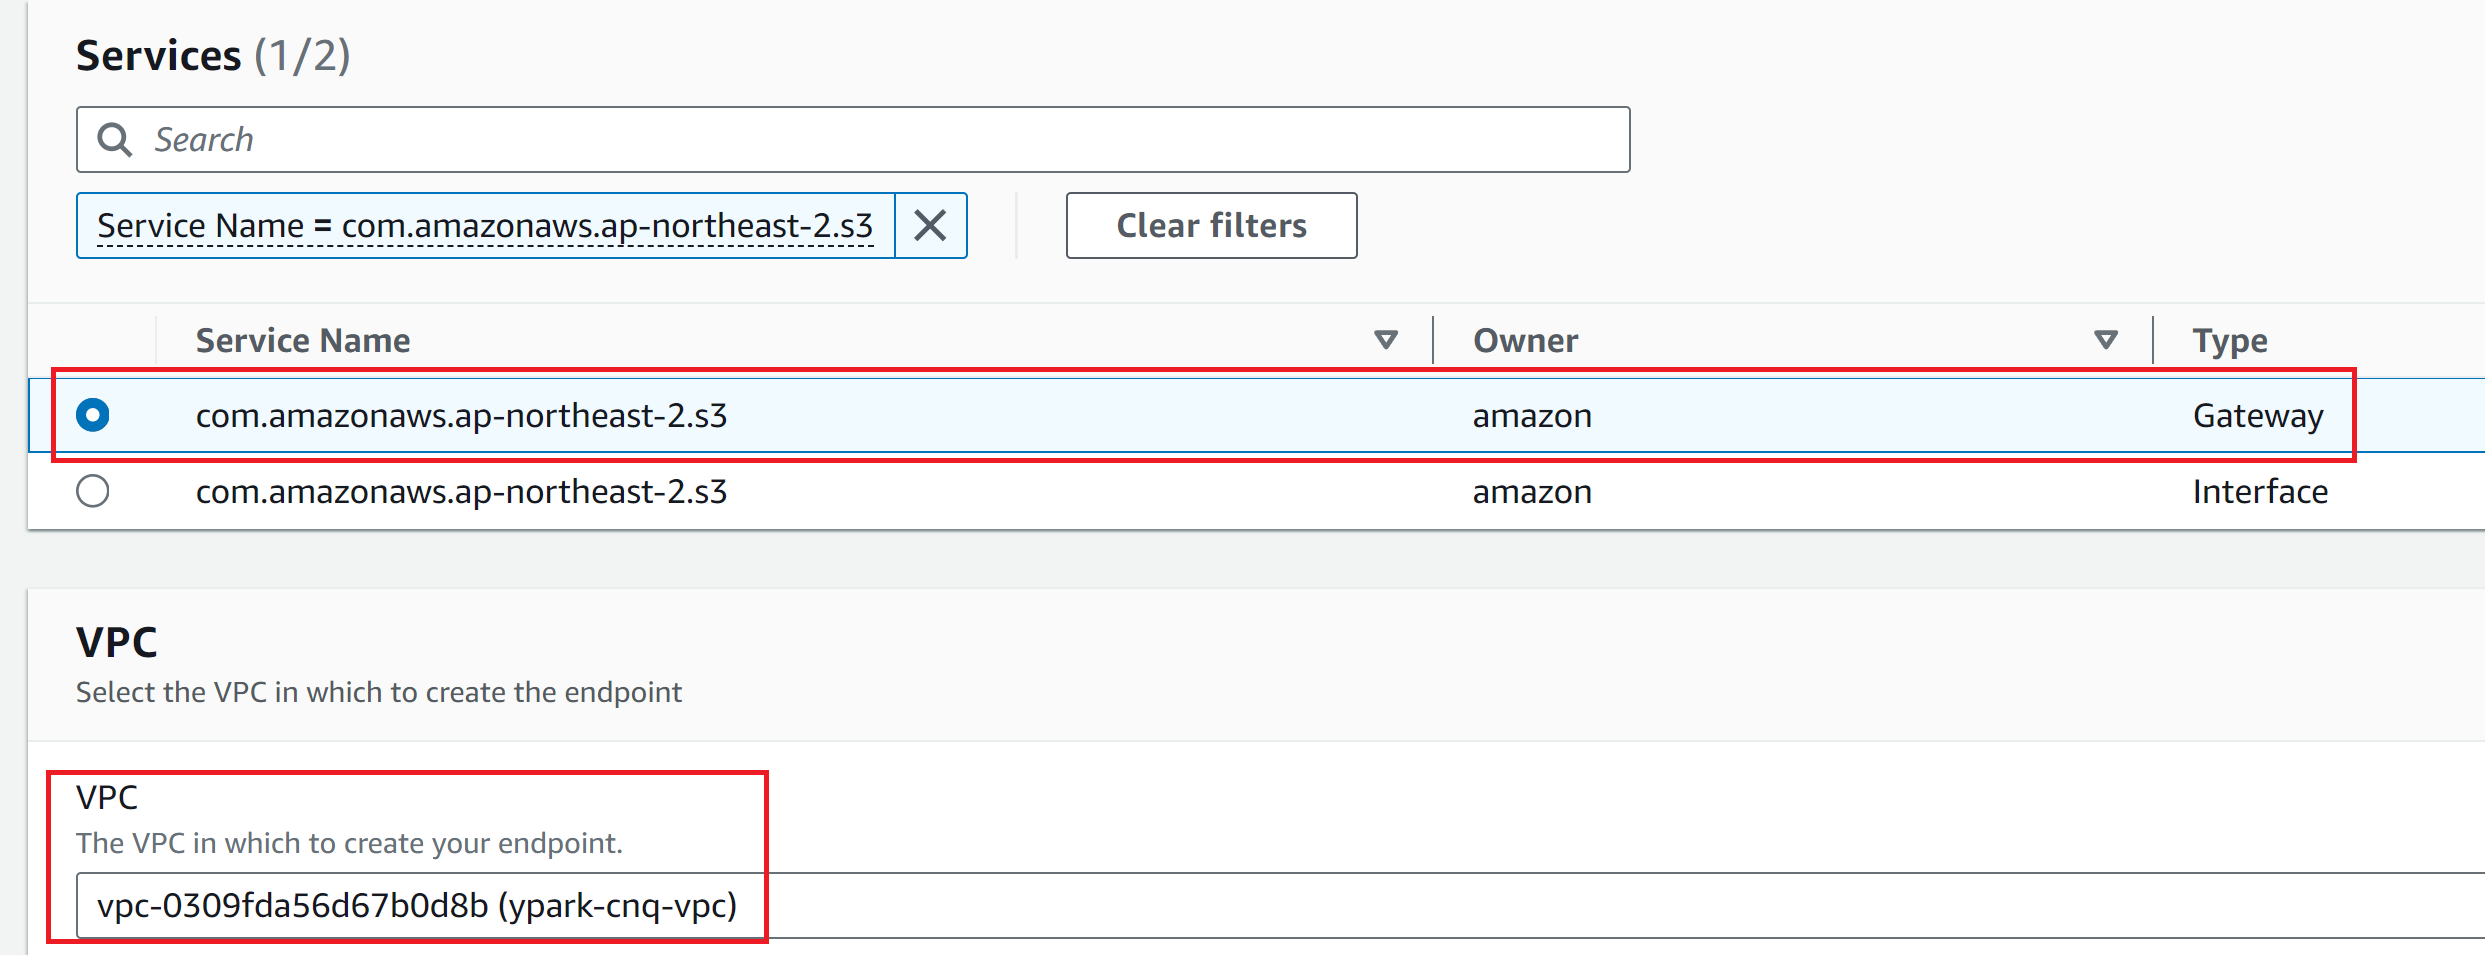 Services (1/2)
Search
Service Name = com.amazonaws.ap-northeast-2.s3
Clear filters
Service Name Owner Type
com.amazonaws.ap-northeast-2.s3 amazon Gateway
com.amazonaws.ap-northeast-2.s3 amazon Interface
VPC
Select the VPC in which to create the endpoint
VPC
The VPC in which to create your endpoint.
vpc-0309fda56d67b0d8b (ypark-cnq-vpc)